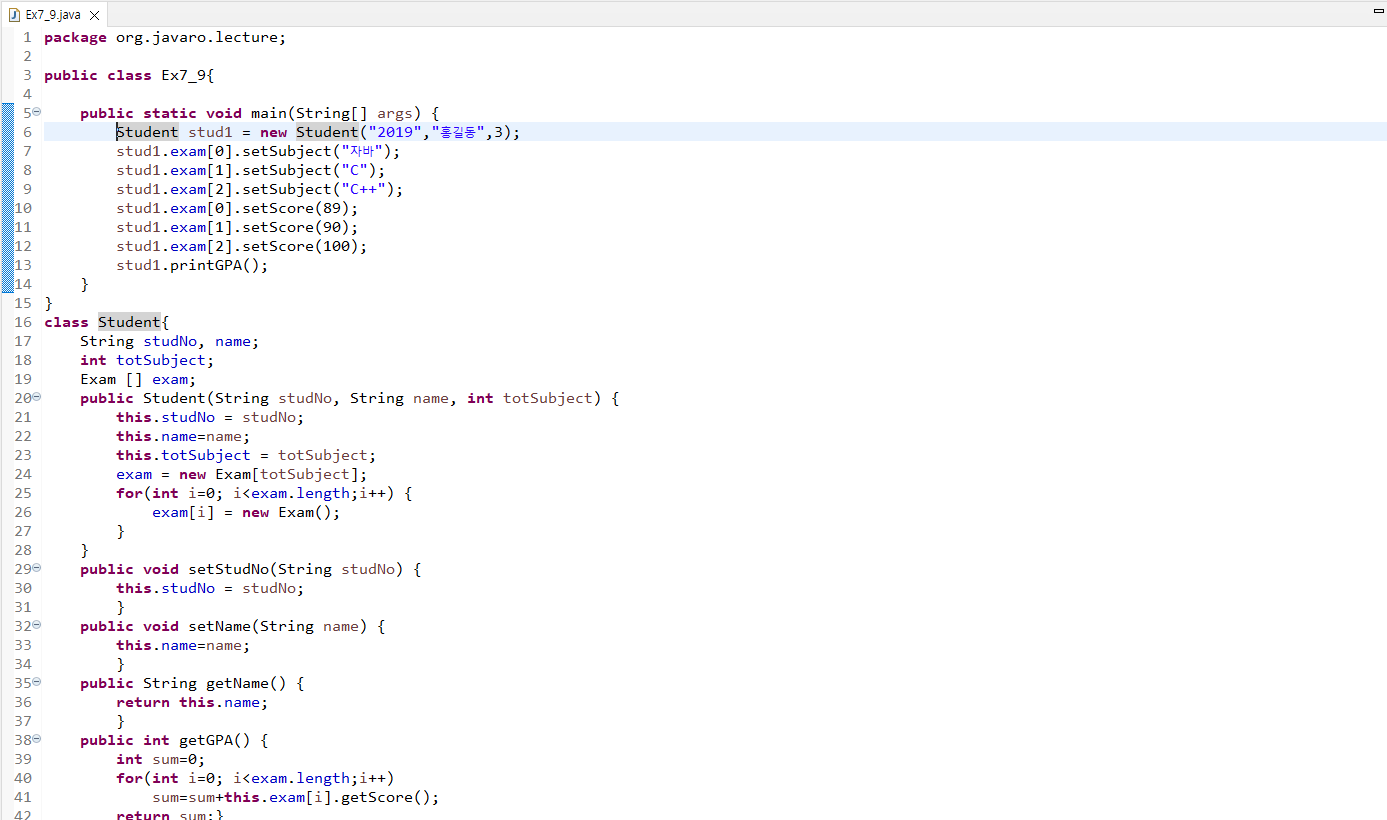 Ex7_9.java
1 package org.javaro.lecture;
2
3 public class Ex7_9{
4
5 public static void main(String[] args) {
6 Student stud1 = new Student("2019","홍길동",3);
7 stud1.exam[0].setSubject("자바");
8 stud1.exam[1].setSubject("C");
9 stud1.exam[2].setSubject("C++");
10 stud1.exam[0].setScore(89);
11 stud1.exam[1].setScore(90);
12 stud1.exam[2].setScore(100);
13 stud1.printGPA();
14 }
15 }
16 class Student{
17 String studNo, name;
18 int totSubject;
19 Exam [] exam;
20 public Student(String studNo, String name, int totSubject) {
21 this.studNo = studNo;
22 this.name=name;
23 this.totSubject = totSubject;
24 exam = new Exam[totSubject];
25 for(int i=0; i<exam.length;i++) {
26 exam[i] = new Exam();
27 }
28 }
29 public void setStudNo(String studNo) {
30 this.studNo = studNo;
31 }
32 public void setName(String name) {
33 this.name=name;
34 }
35 public String getName() {
36 return this.name;
37 }
38 public int getGPA() {
39 int sum=0;
40 for(int i=0; i<exam.length;i++)
41 sum=sum+this.exam[i].getScore();
42 return sum;}